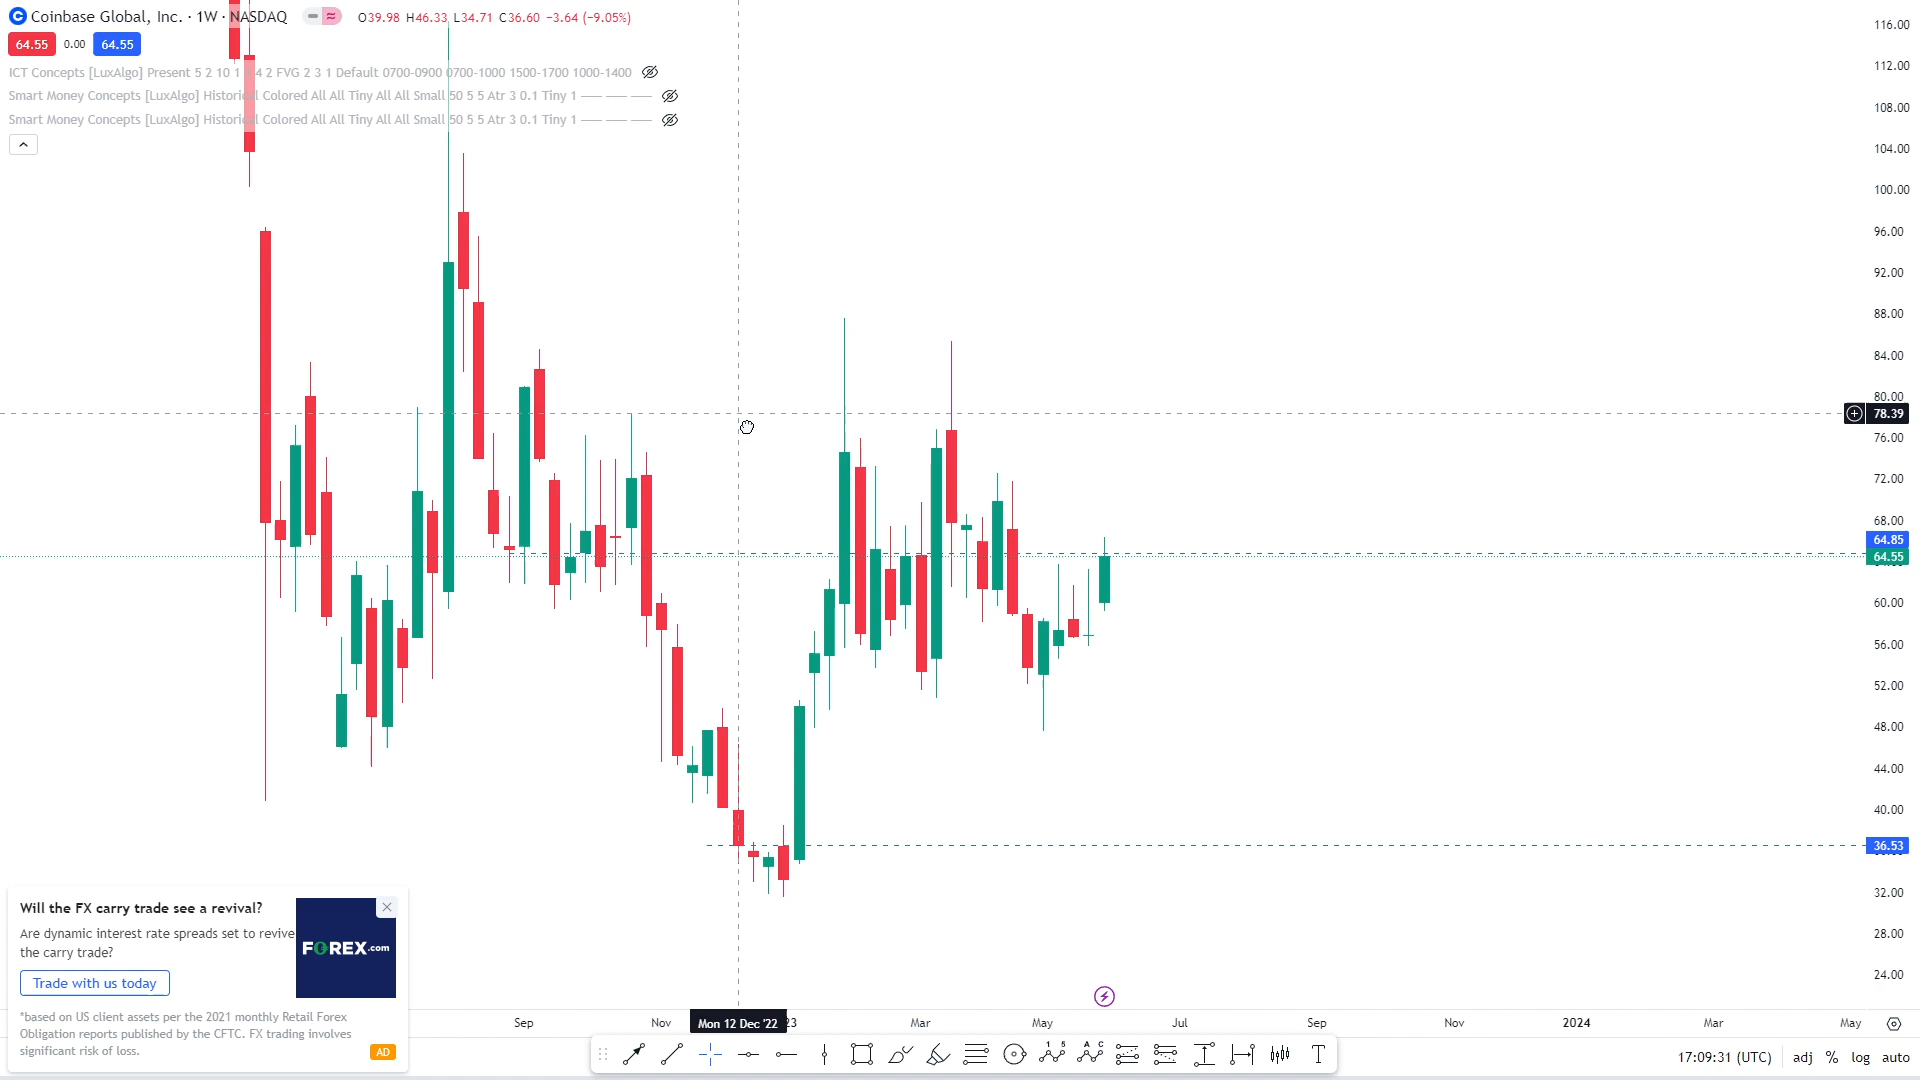 Coinbase Global, Inc. · 1W · NASDAQ O39.98 H46.33 L34.71 C36.60 −3.64 (−9.05%)
64.55 0.00 64.55
ICT Concepts [LuxAlgo] Present 5 2 10 1 4 2 FVG 2 3 1 Default 0700-0900 0700-1000 1500-1700 1000-1400
Smart Money Concepts [LuxAlgo] Historical Colored All All Tiny All All Small 50 5 5 Atr 3 0.1 Tiny 1
Smart Money Concepts [LuxAlgo] Historical Colored All All Tiny All All Small 50 5 5 Atr 3 0.1 Tiny 1
116.00
112.00
108.00
104.00
100.00
96.00
92.00
88.00
84.00
80.00
78.39
76.00
72.00
68.00
64.85
64.55
60.00
56.00
52.00
48.00
44.00
40.00
36.53
32.00
28.00
24.00
Will the FX carry trade see a revival?
Are dynamic interest rate spreads set to revive
the carry trade?
FOREX.com
Trade with us today
*based on US client assets per the 2021 monthly Retail Forex
Obligation reports published by the CFTC. FX trading involves
significant risk of loss.
AD
Sep Nov Mon 12 Dec '22 23 Mar May Jul Sep Nov 2024 Mar May
17:09:31 (UTC) adj % log auto